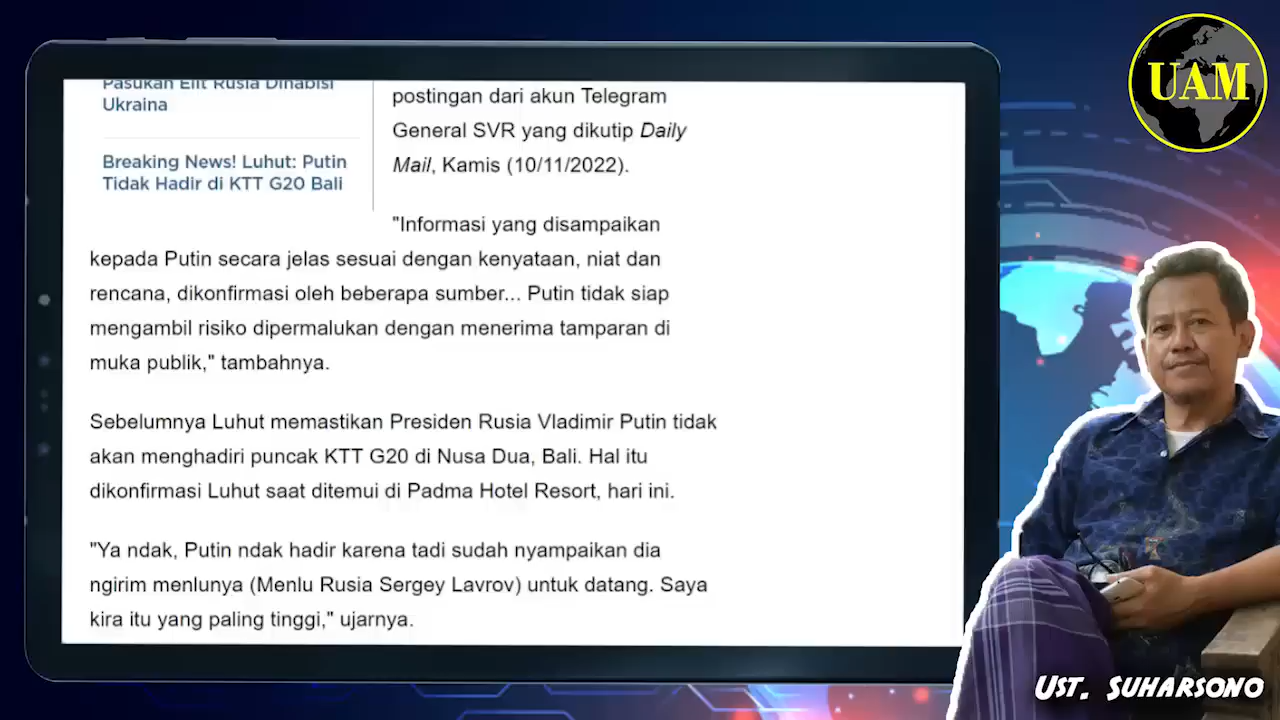 Pasukan Elit Rusia Dihabisi
Ukraina
Breaking News! Luhut: Putin
Tidak Hadir di KTT G20 Bali
postingan dari akun Telegram
General SVR yang dikutip Daily
Mail, Kamis (10/11/2022).
"Informasi yang disampaikan
kepada Putin secara jelas sesuai dengan kenyataan, niat dan
rencana, dikonfirmasi oleh beberapa sumber... Putin tidak siap
mengambil risiko dipermalukan dengan menerima tamparan di
muka publik," tambahnya.
Sebelumnya Luhut memastikan Presiden Rusia Vladimir Putin tidak
akan menghadiri puncak KTT G20 di Nusa Dua, Bali. Hal itu
dikonfirmasi Luhut saat ditemui di Padma Hotel Resort, hari ini.
"Ya ndak, Putin ndak hadir karena tadi sudah nyampaikan dia
ngirim menlunya (Menlu Rusia Sergey Lavrov) untuk datang. Saya
kira itu yang paling tinggi," ujarnya.
UAM
UST. SUHARSONO